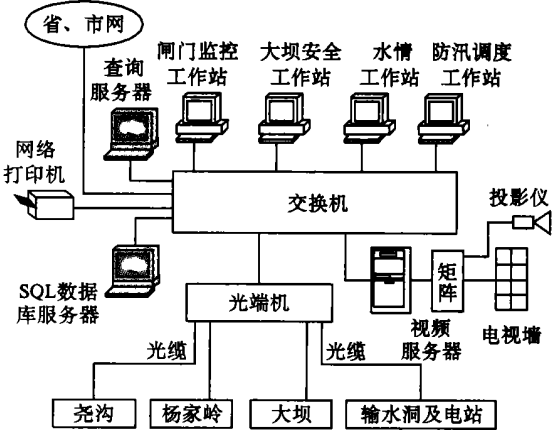 省、市网
闸门监控
工作站
大坝安全
工作站
水情
工作站
防汛调度
工作站
查询
服务器
网络
打印机
交换机
投影仪
SQL数据
库服务器
光端机
矩
阵
视频
服务器
电视墙
光缆
光缆
尧沟
杨家岭
大坝
输水洞及电站